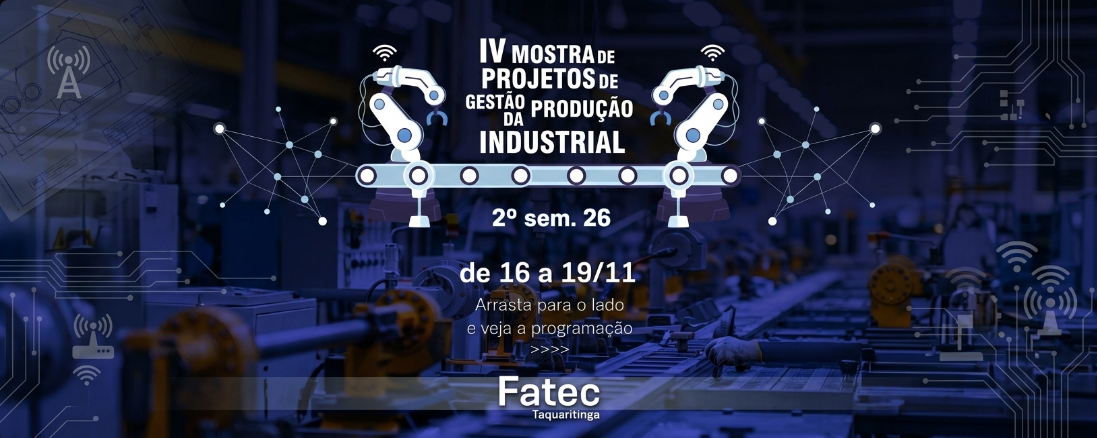 IV MOSTRA DE
PROJETOS DE
GESTÃO DA PRODUÇÃO
INDUSTRIAL
2º sem. 26
de 16 a 19/11
Arrasta para o lado
e veja a programação
>>>>
Fatec
Taquaritinga